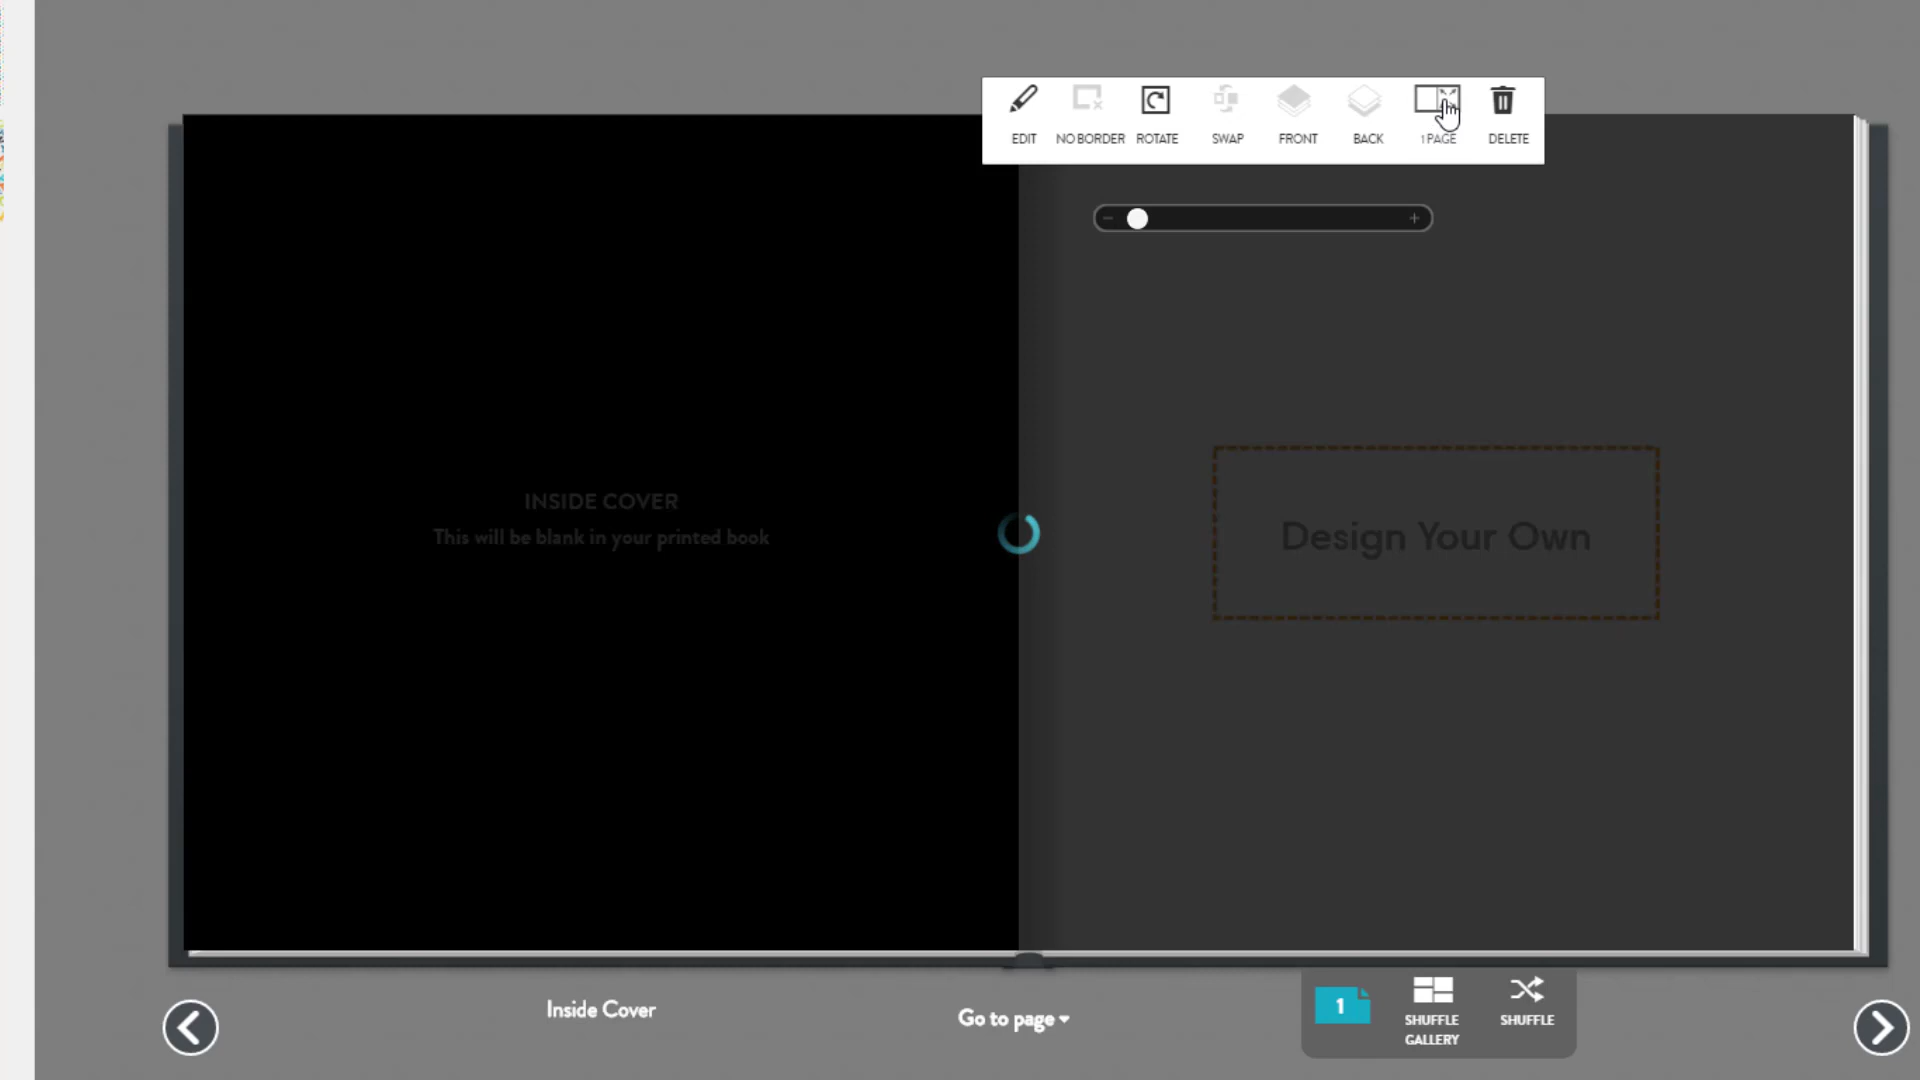 EDIT NO BORDER ROTATE SWAP FRONT BACK 1 PAGE DELETE
INSIDE COVER
This will be blank in your printed book
Design Your Own
Inside Cover
Go to page
1
SHUFFLE GALLERY
SHUFFLE